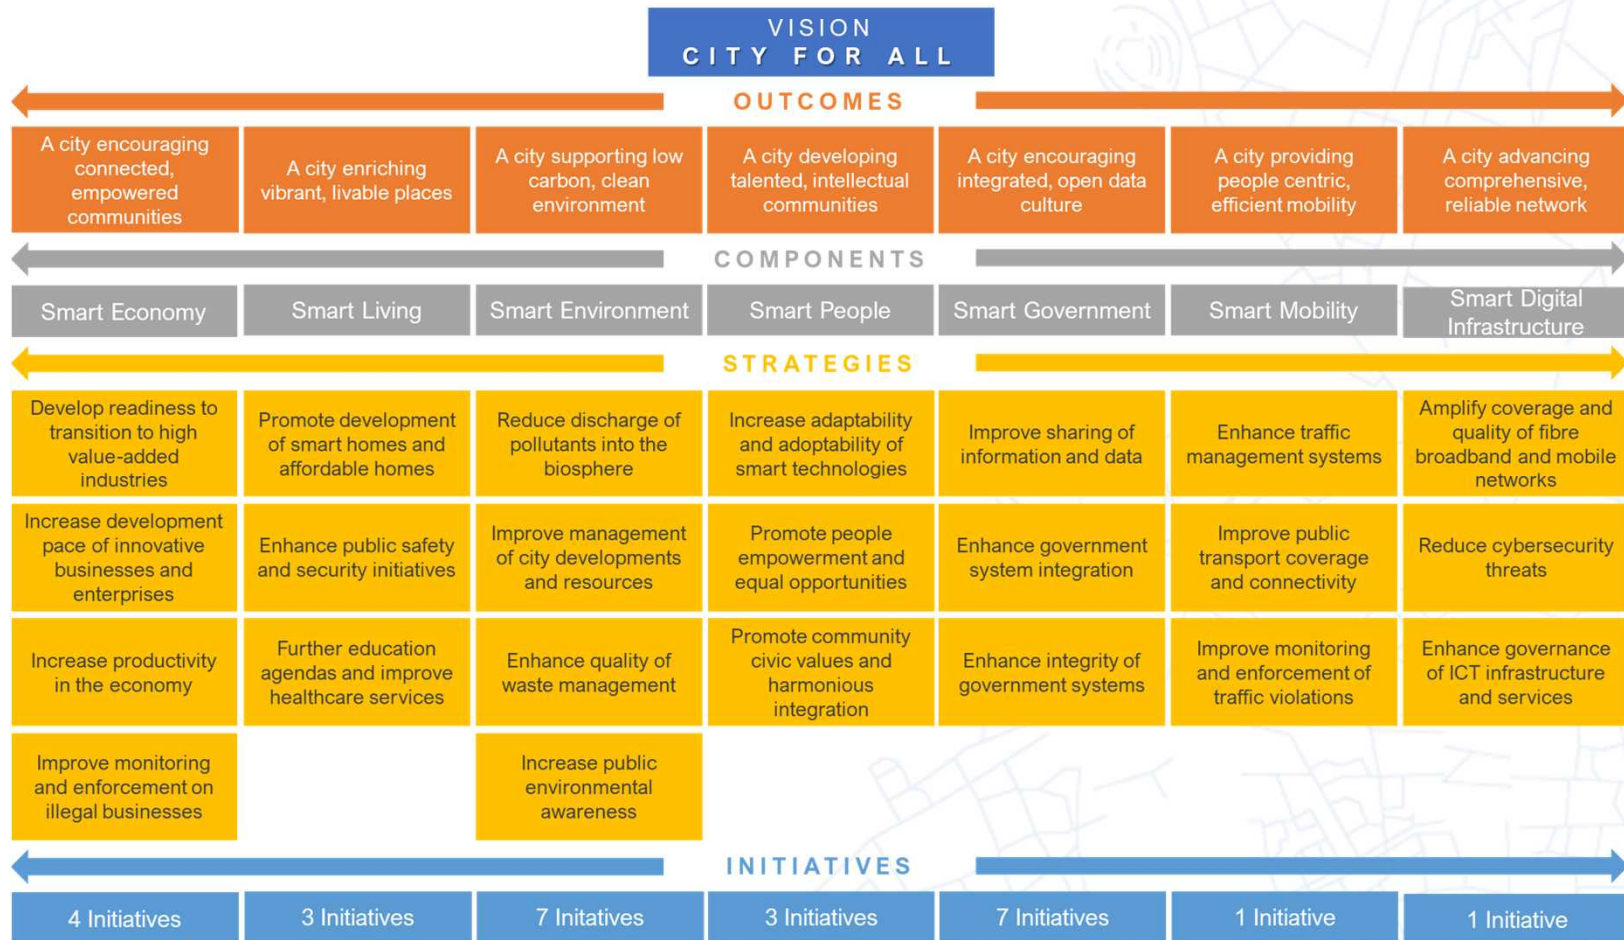 VISION
CITY FOR ALL
OUTCOMES
A city encouraging
connected,
empowered
communities
A city enriching
vibrant, livable places
A city supporting low
carbon, clean
environment
A city developing
talented, intellectual
communities
A city encouraging
integrated, open data
culture
A city providing
people centric,
efficient mobility
A city advancing
comprehensive,
reliable network
COMPONENTS
Smart Economy
Smart Living
Smart Environment
Smart People
Smart Government
Smart Mobility
Smart Digital
Infrastructure
STRATEGIES
Develop readiness to
transition to high
value-added
industries
Promote development
of smart homes and
affordable homes
Reduce discharge of
pollutants into the
biosphere
Increase adaptability
and adoptability of
smart technologies
Improve sharing of
information and data
Enhance traffic
management systems
Amplify coverage and
quality of fibre
broadband and mobile
networks
Increase development
pace of innovative
businesses and
enterprises
Enhance public safety
and security initiatives
Improve management
of city developments
and resources
Promote people
empowerment and
equal opportunities
Enhance government
system integration
Improve public
transport coverage
and connectivity
Reduce cybersecurity
threats
Increase productivity
in the economy
Further education
agendas and improve
healthcare services
Enhance quality of
waste management
Promote community
civic values and
harmonious
integration
Enhance integrity of
government systems
Improve monitoring
and enforcement of
traffic violations
Enhance governance
of ICT infrastructure
and services
Improve monitoring
and enforcement on
illegal businesses
Increase public
environmental
awareness
INITIATIVES
4 Initiatives
3 Initiatives
7 Initatives
3 Initiatives
7 Initiatives
1 Initiative
1 Initiative